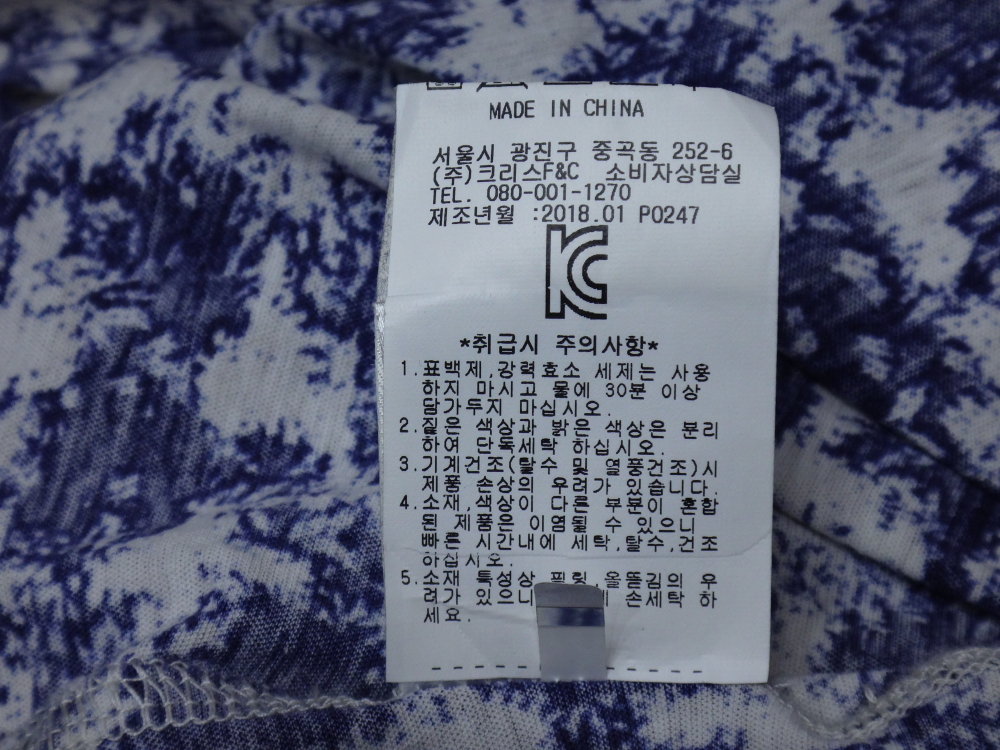 MADE IN CHINA
서울시 광진구 중곡동 252-6
(주)크리스F&C 소비자상담실
TEL. 080-001-1270
제조년월 :2018.01 P0247
KC
*취급시 주의사항*
1.표백제,강력효소 세제는 사용
하지 마시고 물에 30분 이상
담가두지 마십시오.
2.짙은 색상과 밝은 색상은 분리
하여 단독세탁 하십시오.
3.기계건조(탈수 및 열풍건조)시
제품 손상의 우려가 있습니다.
4.소재,색상이 다른 부분이 혼합
된 제품은 이염될 수 있으니
빠른 시간내에 세탁,탈수,건조
하십시오.
5.소재 특성상 필링,올뜯김의 우
려가 있으니 손세탁 하
세요.